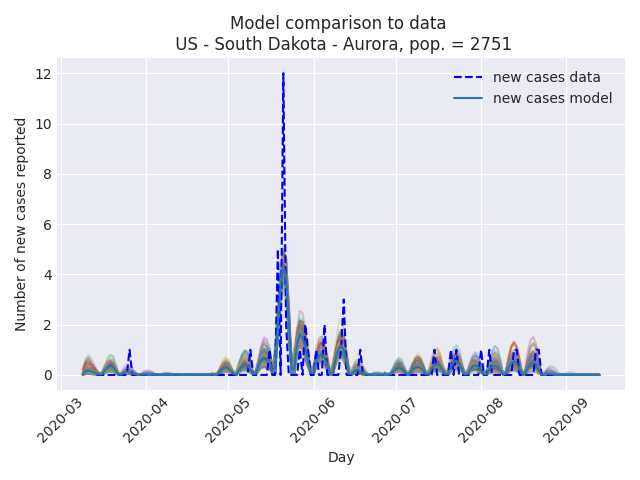 Model comparison to data
US - South Dakota - Aurora, pop. = 2751
new cases data
new cases model
Number of new cases reported
12
10
8
6
4
2
0
2020-03
2020-04
2020-05
2020-06
2020-07
2020-08
2020-09
Day